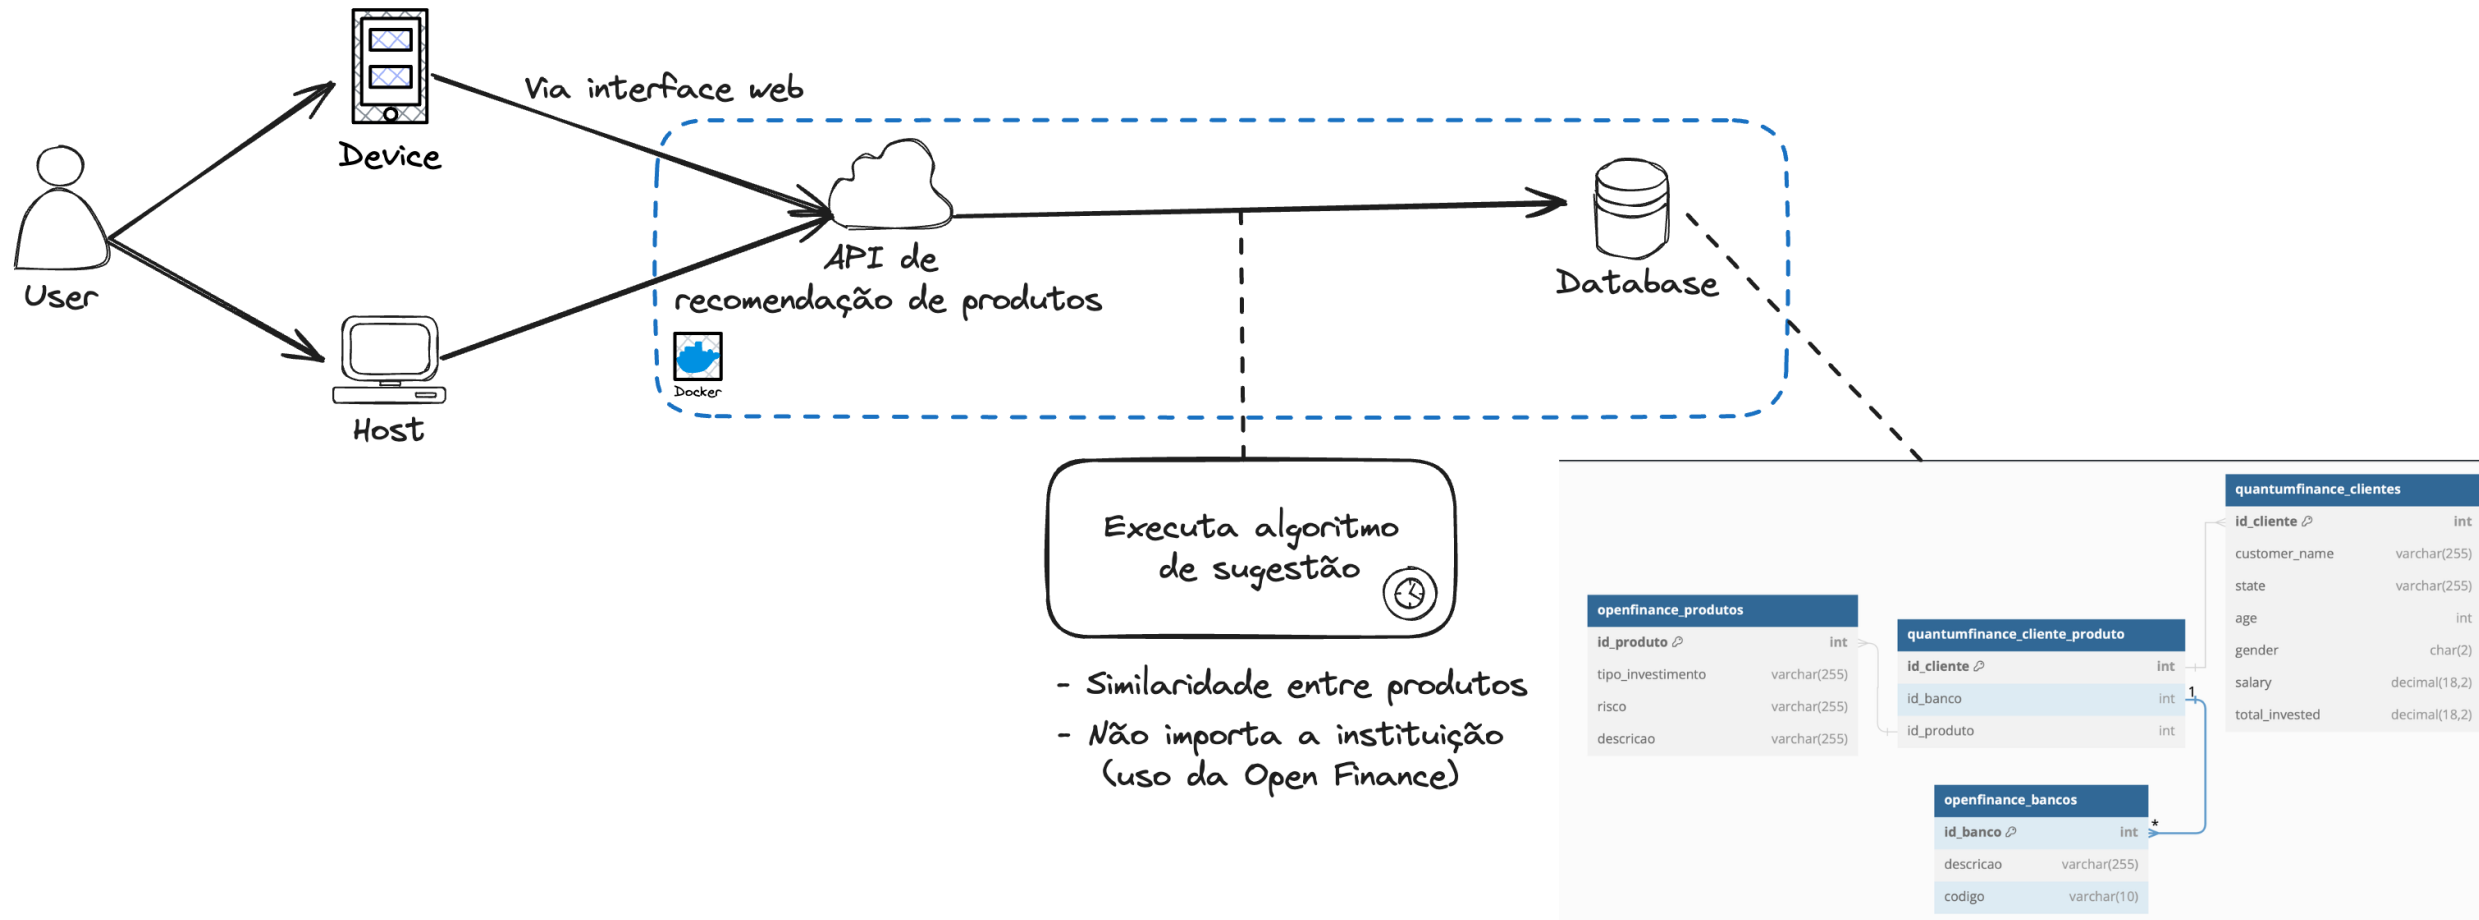 Via interface web
Device
User
API de
recomendação de produtos
Database
Docker
Host
Executa algoritmo
de sugestão
- Similaridade entre produtos
- Não importa a instituição
(uso da Open Finance)
quantumfinance_clientes
id_cliente int
customer_name varchar(255)
state varchar(255)
age int
gender char(2)
salary decimal(18,2)
total_invested decimal(18,2)
openfinance_produtos
id_produto int
tipo_investimento varchar(255)
risco varchar(255)
descricao varchar(255)
quantumfinance_cliente_produto
id_cliente int
id_banco int
1
id_produto int
openfinance_bancos
id_banco int
*
descricao varchar(255)
codigo varchar(10)